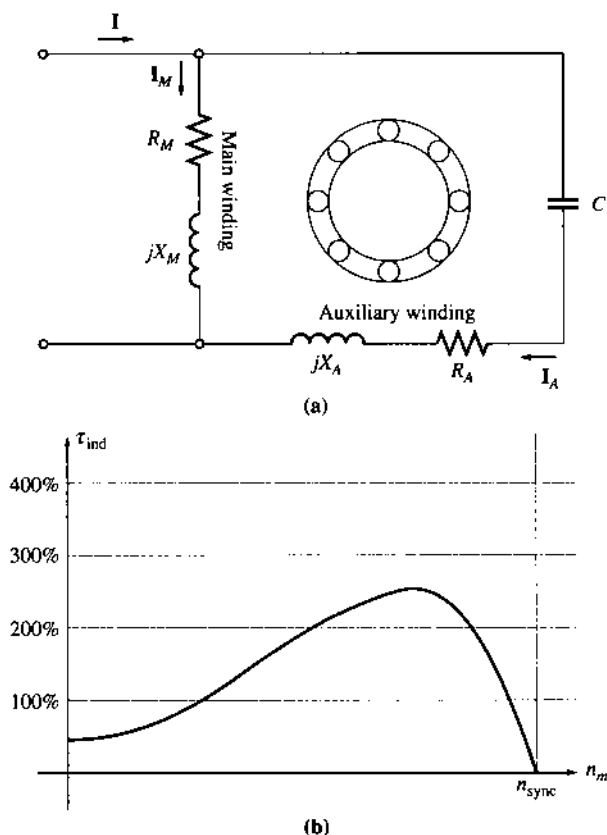 I
I_M
R_M
Main winding
jX_M
C
Auxiliary winding
jX_A
R_A
I_A
(a)
τ_ind
400%
300%
200%
100%
n_sync
n_m
(b)